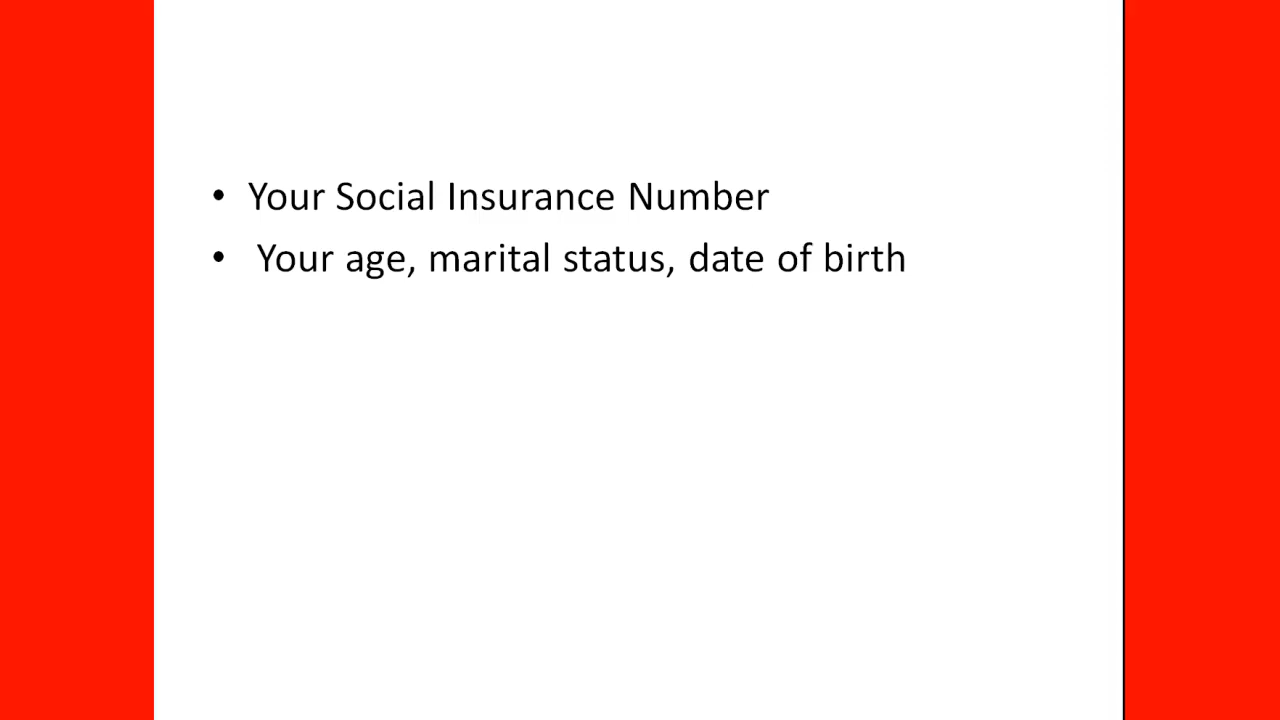 • Your Social Insurance Number
• Your age, marital status, date of birth